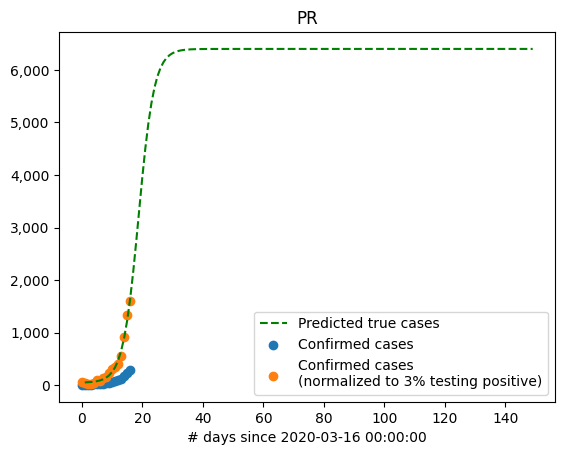 PR
6,000
5,000
4,000
3,000
2,000
1,000
0
0 20 40 60 80 100 120 140
# days since 2020-03-16 00:00:00
Predicted true cases
Confirmed cases
Confirmed cases
(normalized to 3% testing positive)